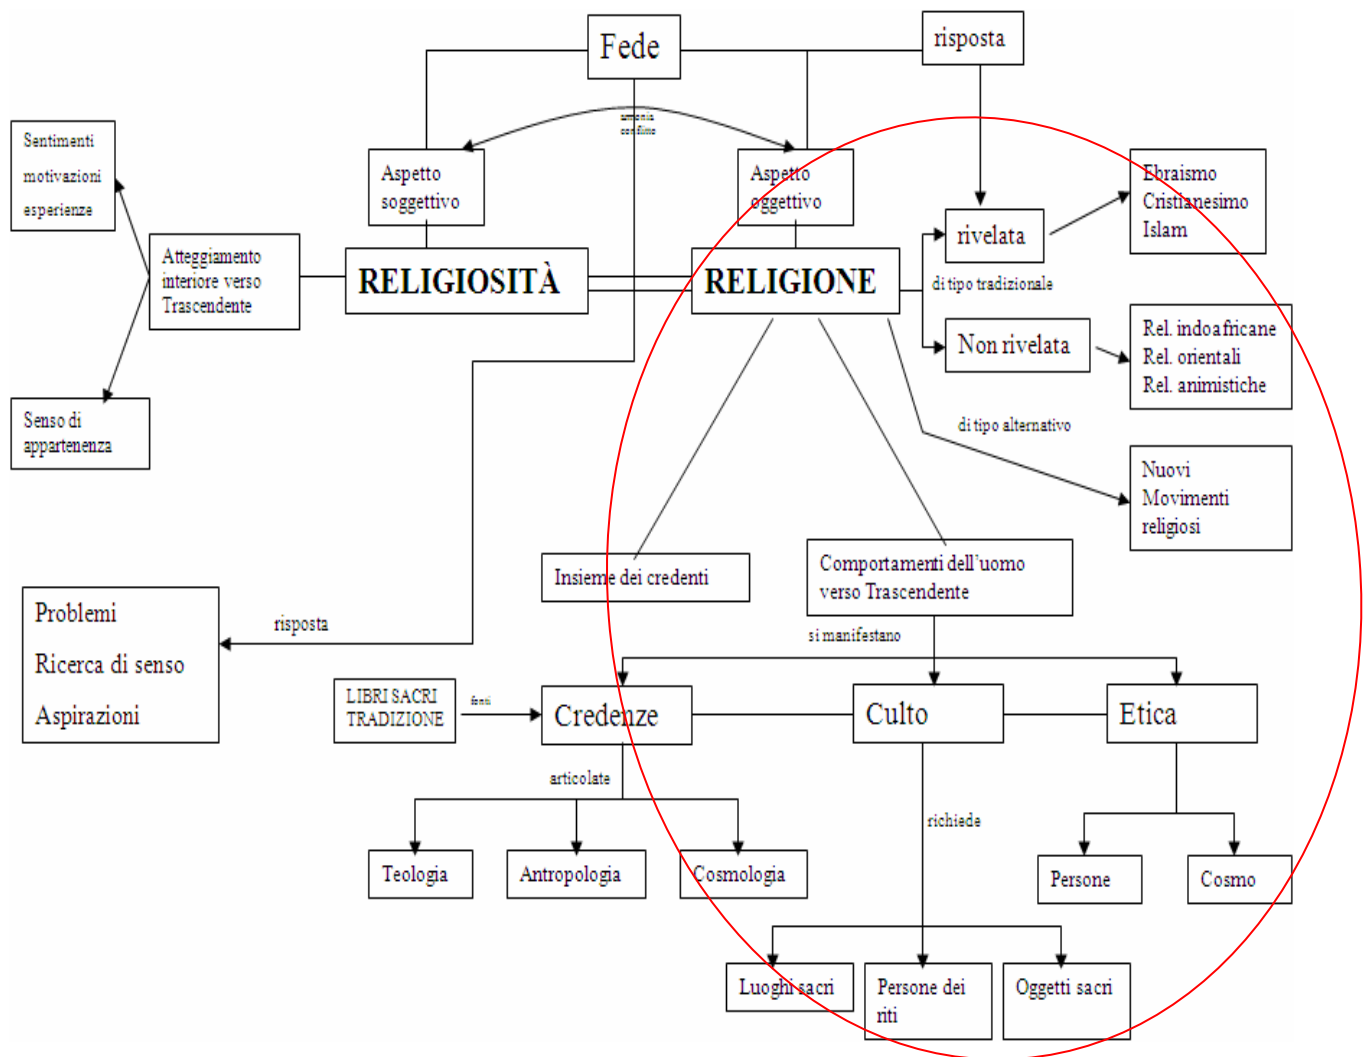 Fede
risposta
armonia
conflitto
Sentimenti
motivazioni
esperienze
Aspetto
soggettivo
Aspetto
oggettivo
Ebraismo
Cristianesimo
Islam
rivelata
Atteggiamento
interiore verso
Trascendente
RELIGIOSITÀ
RELIGIONE
di tipo tradizionale
Non rivelata
Rel. indoafricane
Rel. orientali
Rel. animistiche
Senso di
appartenenza
di tipo alternativo
Nuovi
Movimenti
religiosi
Insieme dei credenti
Comportamenti dell'uomo
verso Trascendente
Problemi
Ricerca di senso
Aspirazioni
risposta
si manifestano
LIBRI SACRI
TRADIZIONE
fonti
Credenze
Culto
Etica
articolate
richiede
Teologia
Antropologia
Cosmologia
Persone
Cosmo
Luoghi sacri
Persone dei
riti
Oggetti sacri